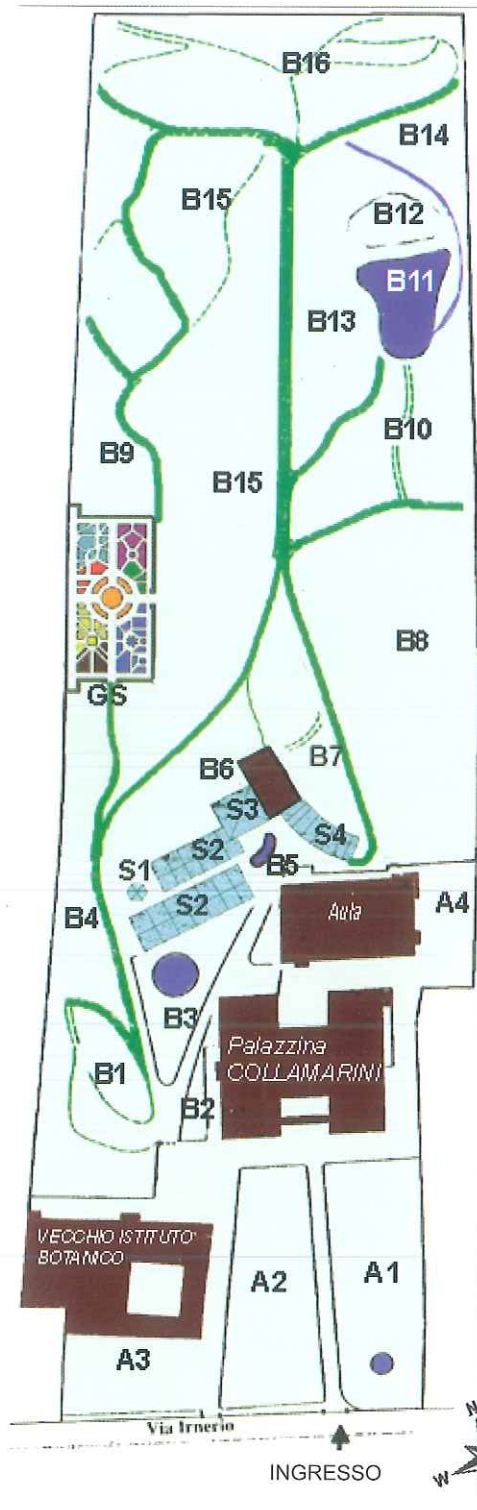 B16
B14
B15
B12
B11
B13
B10
B9
B15
B8
GS
B7
B6
S3
S4
S2
S1
B5
S2
A4
B4
Aula
B3
Palazzina
COLLAMARINI
B1
B2
VECCHIO ISTITUTO
BOTANICO
A2
A1
A3
Via Irnerio
N
W
INGRESSO